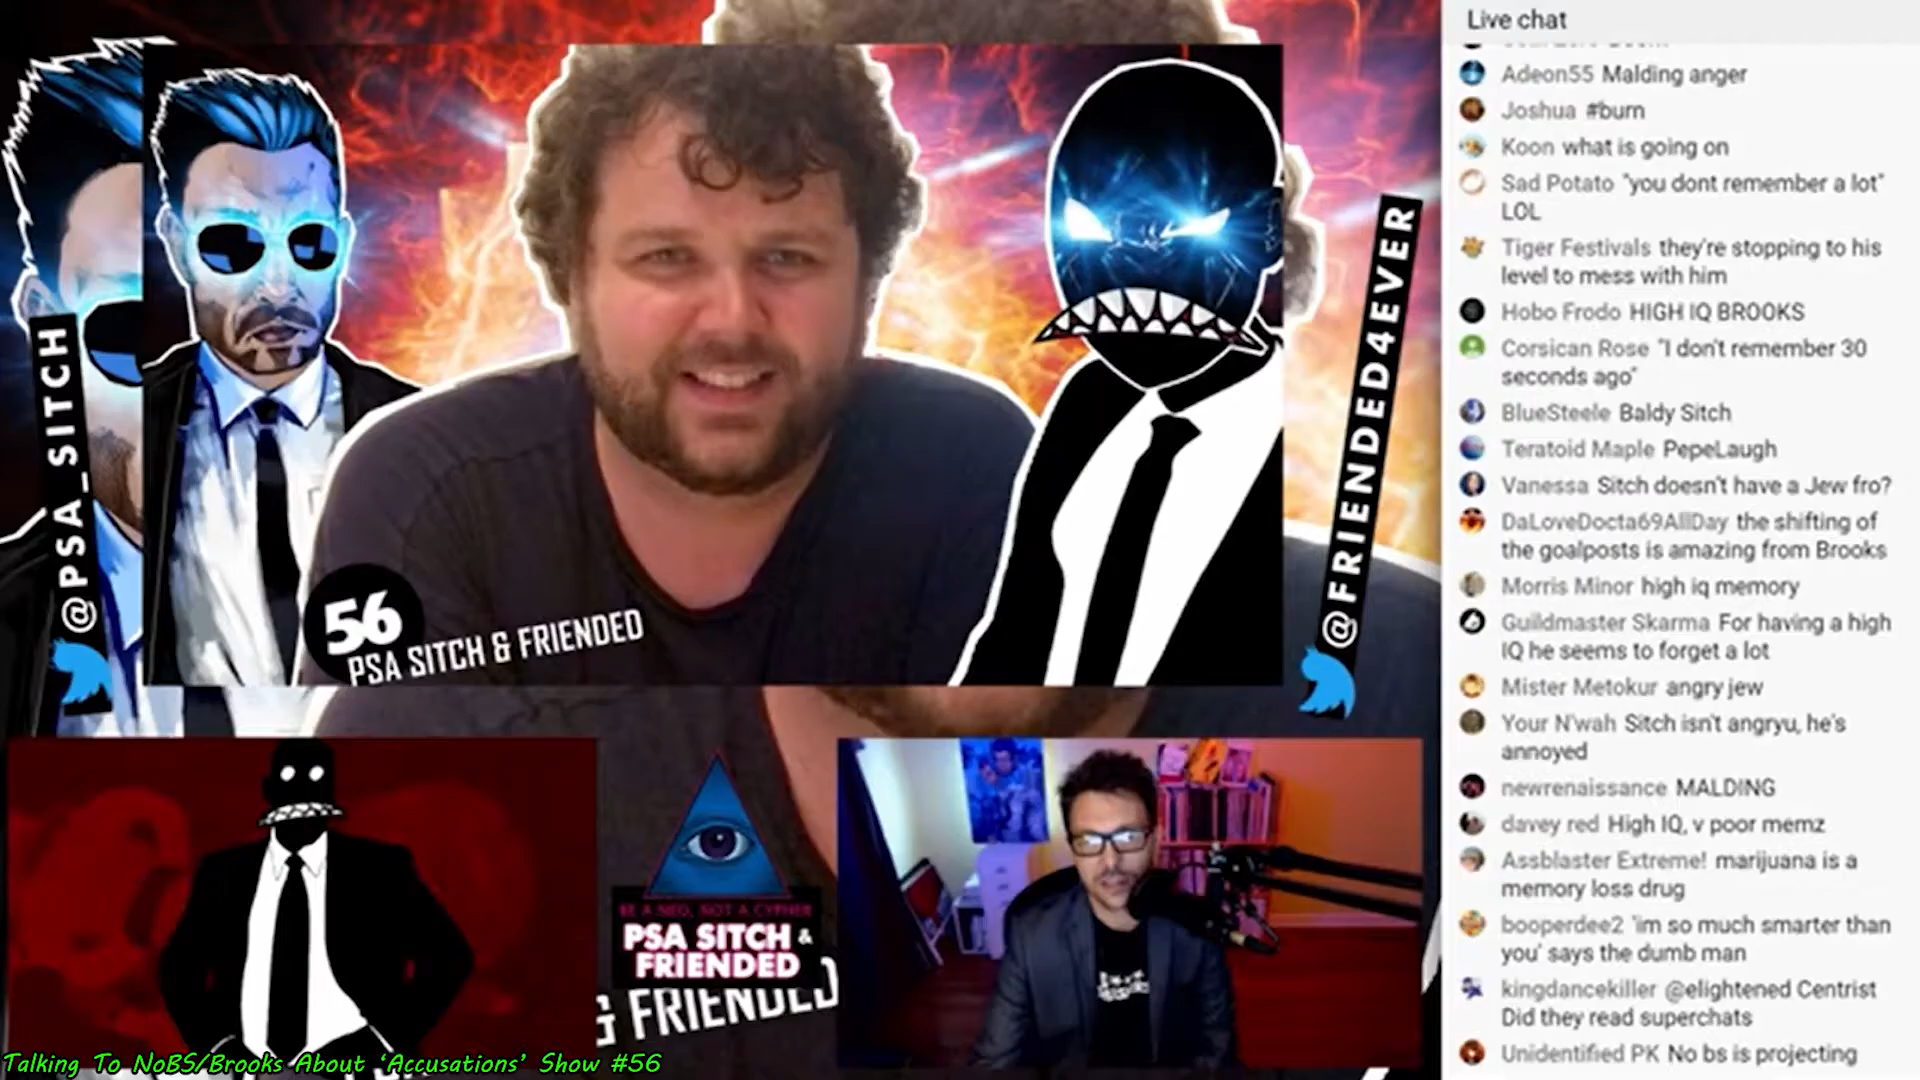 @PSA_SITCH
56
PSA SITCH & FRIENDED
@FRIENDED4EVER
BE A NEO, NOT A CYPHER
PSA SITCH &
FRIENDED
FRIENDED
Talking To NoBS/Brooks About ‘Accusations’ Show #56
Live chat
Adeon55 Malding anger
Joshua #burn
Koon what is going on
Sad Potato "you dont remember a lot"
LOL
Tiger Festivals they're stopping to his
level to mess with him
Hobo Frodo HIGH IQ BROOKS
Corsican Rose "I don't remember 30
seconds ago"
BlueSteele Baldy Sitch
Teratoid Maple PepeLaugh
Vanessa Sitch doesn't have a Jew fro?
DaLoveDocta69AllDay the shifting of
the goalposts is amazing from Brooks
Morris Minor high iq memory
Guildmaster Skarma For having a high
IQ he seems to forget a lot
Mister Metokur angry jew
Your N'wah Sitch isn't angryu, he's
annoyed
newrenaissance MALDING
davey red High IQ, v poor memz
Assblaster Extreme! marijuana is a
memory loss drug
booperdee2 'im so much smarter than
you' says the dumb man
kingdancekiller @elightened Centrist
Did they read superchats
Unidentified PK No bs is projecting